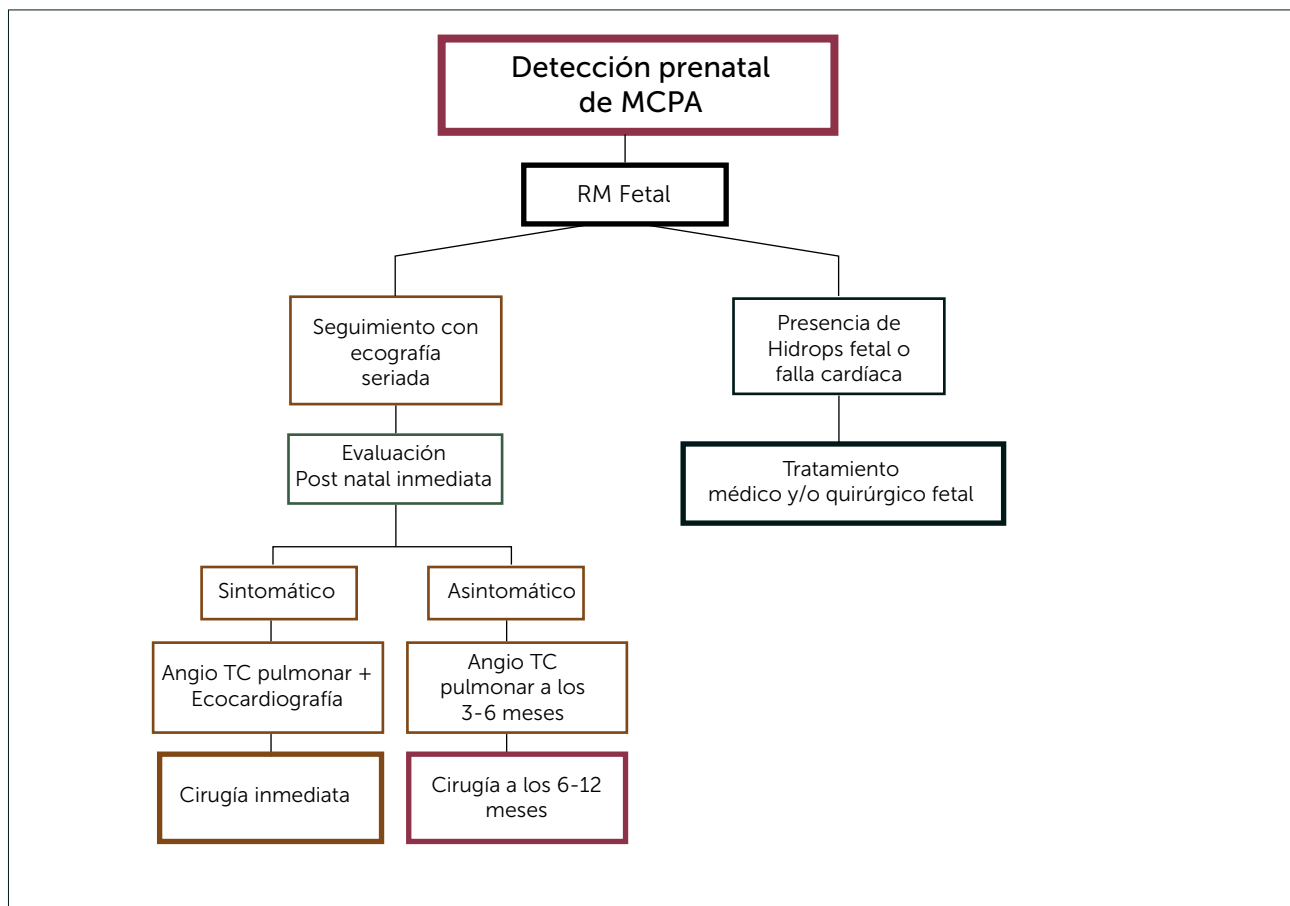 Detección prenatal
de MCPA
RM Fetal
Seguimiento con
ecografía
seriada
Presencia de
Hidrops fetal o
falla cardíaca
Evaluación
Post natal inmediata
Tratamiento
médico y/o quirúrgico fetal
Sintomático
Asintomático
Angio TC pulmonar +
Ecocardiografía
Angio TC
pulmonar a los
3-6 meses
Cirugía inmediata
Cirugía a los 6-12
meses